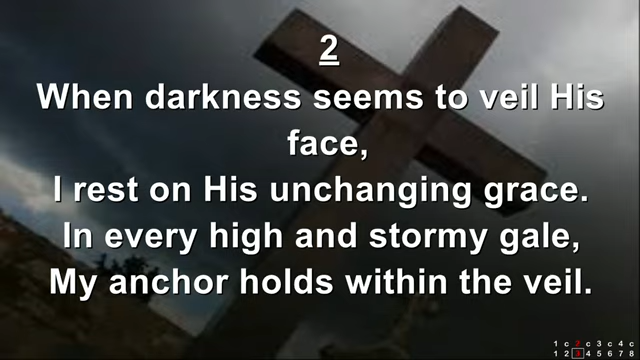 2
When darkness seems to veil His
face,
I rest on His unchanging grace.
In every high and stormy gale,
My anchor holds within the veil.
1 c 2 c 3 c 4 c
1 2 3 4 5 6 7 8